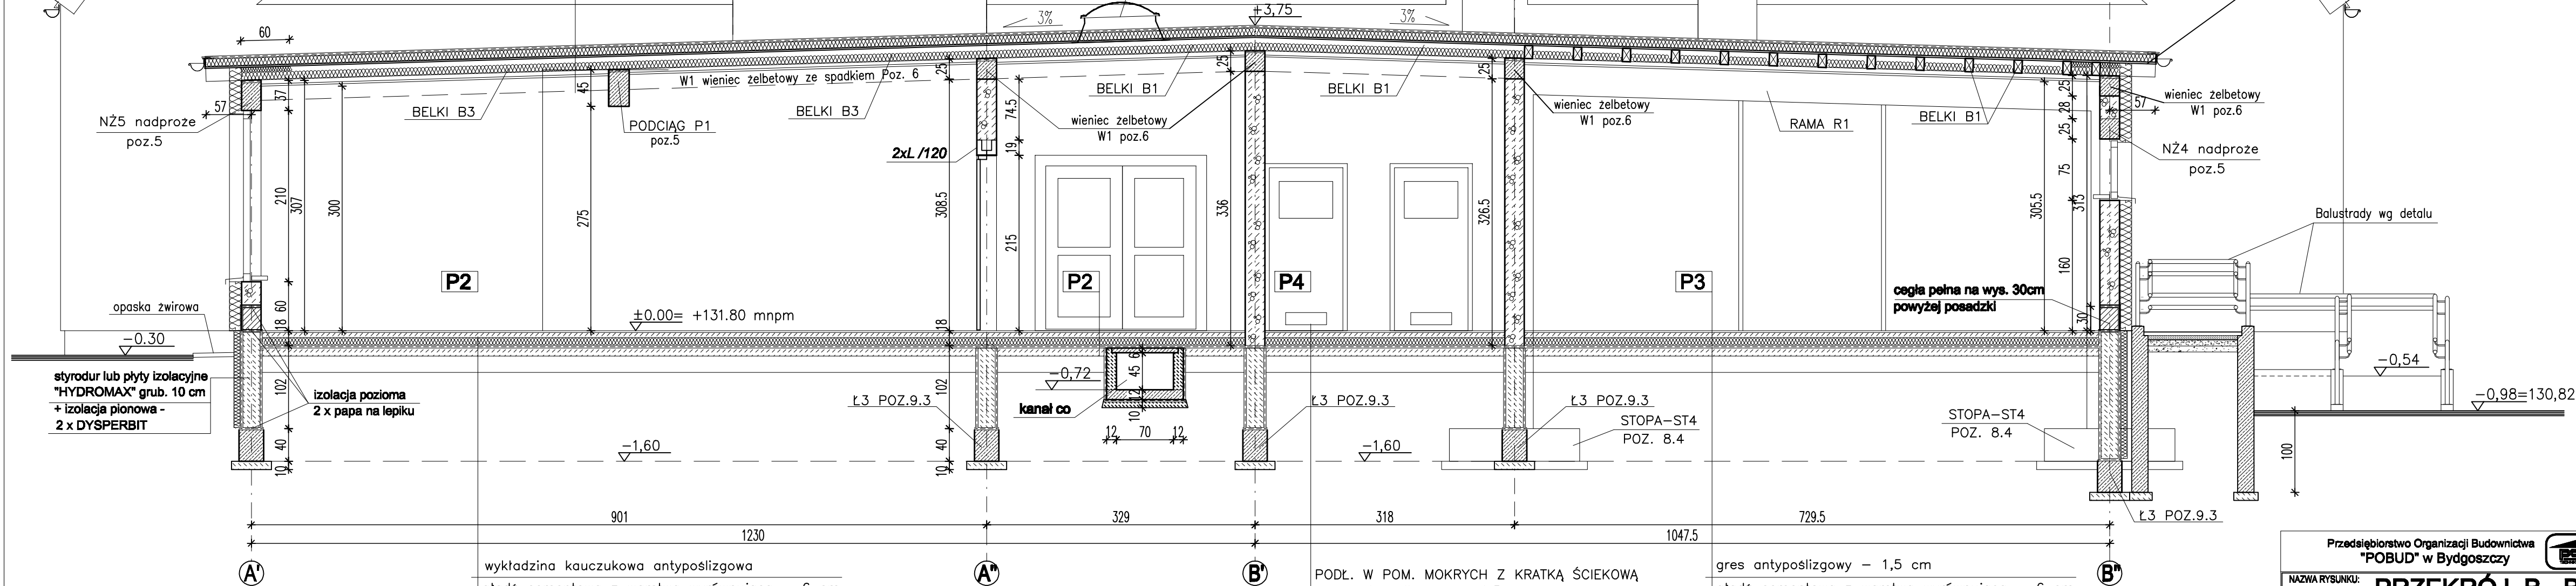 +3,75
3%
3%
60
W1 wieniec żelbetowy ze spadkiem Poz. 6
25
25
25
25
45
37
57
57
28
25
BELKI B3
BELKI B3
BELKI B1
BELKI B1
BELKI B1
RAMA R1
NŻ5 nadproże
poz.5
PODCIĄG P1
poz.5
wieniec żelbetowy
W1 poz.6
wieniec żelbetowy
W1 poz.6
wieniec żelbetowy
W1 poz.6
NŻ4 nadproże
poz.5
2xL /120
74.5
19
210
307
300
275
308.5
215
336
326.5
305.5
75
313
160
30
Balustrady wg detalu
P2
P2
P4
P3
cegła pełna na wys. 30cm
powyżej posadzki
opaska żwirowa
60
18
18
±0.00= +131.80 mnpm
-0.30
-0,54
-0,72
-0,98=130,82
styrodur lub płyty izolacyjne
"HYDROMAX" grub. 10 cm
+ izolacja pionowa -
2 x DYSPERBIT
izolacja pozioma
2 x papa na lepiku
102
40
10
102
40
10
6
45
12
10
kanał co
12
70
12
Ł3 POZ.9.3
Ł3 POZ.9.3
Ł3 POZ.9.3
STOPA-ST4
POZ. 8.4
STOPA-ST4
POZ. 8.4
-1,60
-1,60
100
Ł3 POZ.9.3
901
329
318
729.5
1230
1047.5
A'
A"
B'
B"
wykładzina kauczukowa antypoślizgowa
PODŁ. W POM. MOKRYCH Z KRATKĄ ŚCIEKOWĄ
gres antypoślizgowy - 1,5 cm
Przedsiębiorstwo Organizacji Budownictwa
"POBUD" w Bydgoszczy
NAZWA RYSUNKU: